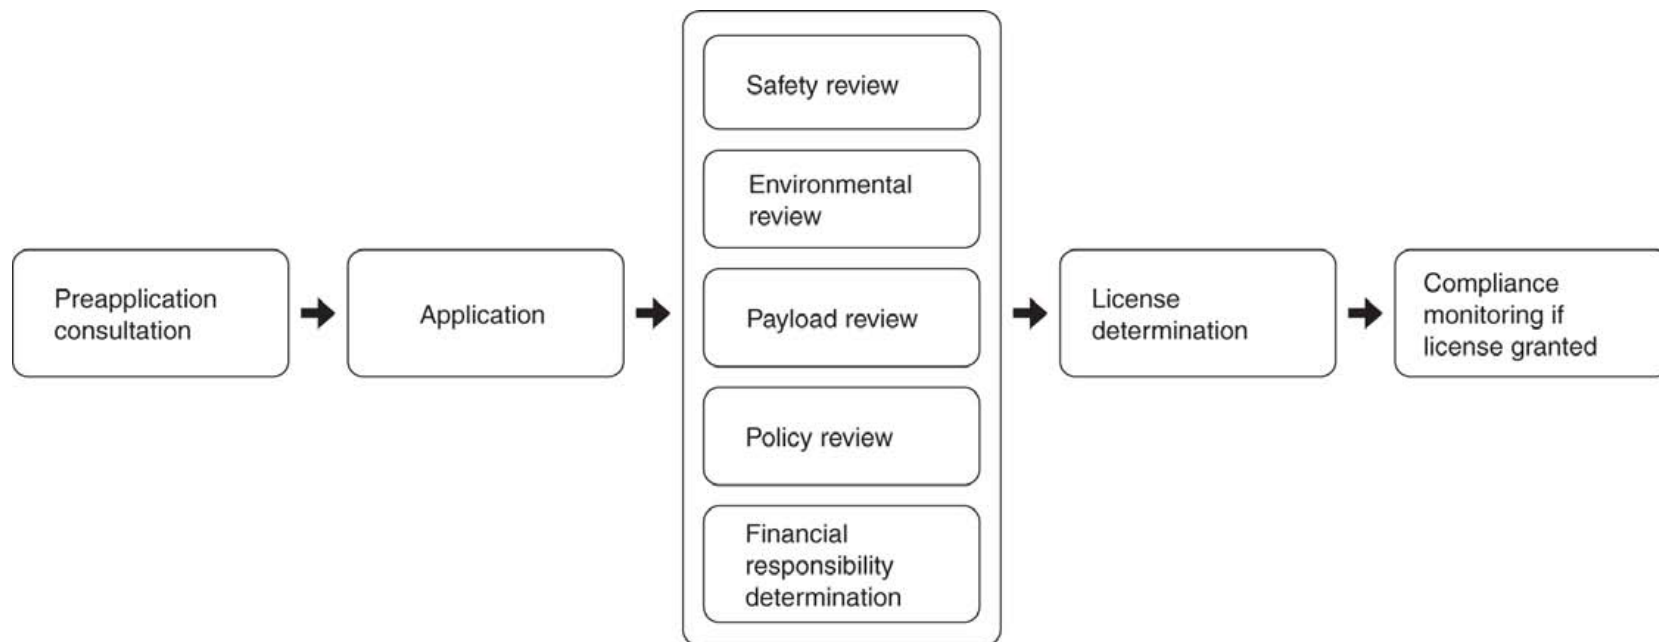 Preapplication
consultation
Application
Safety review
Environmental
review
Payload review
Policy review
Financial
responsibility
determination
License
determination
Compliance
monitoring if
license granted